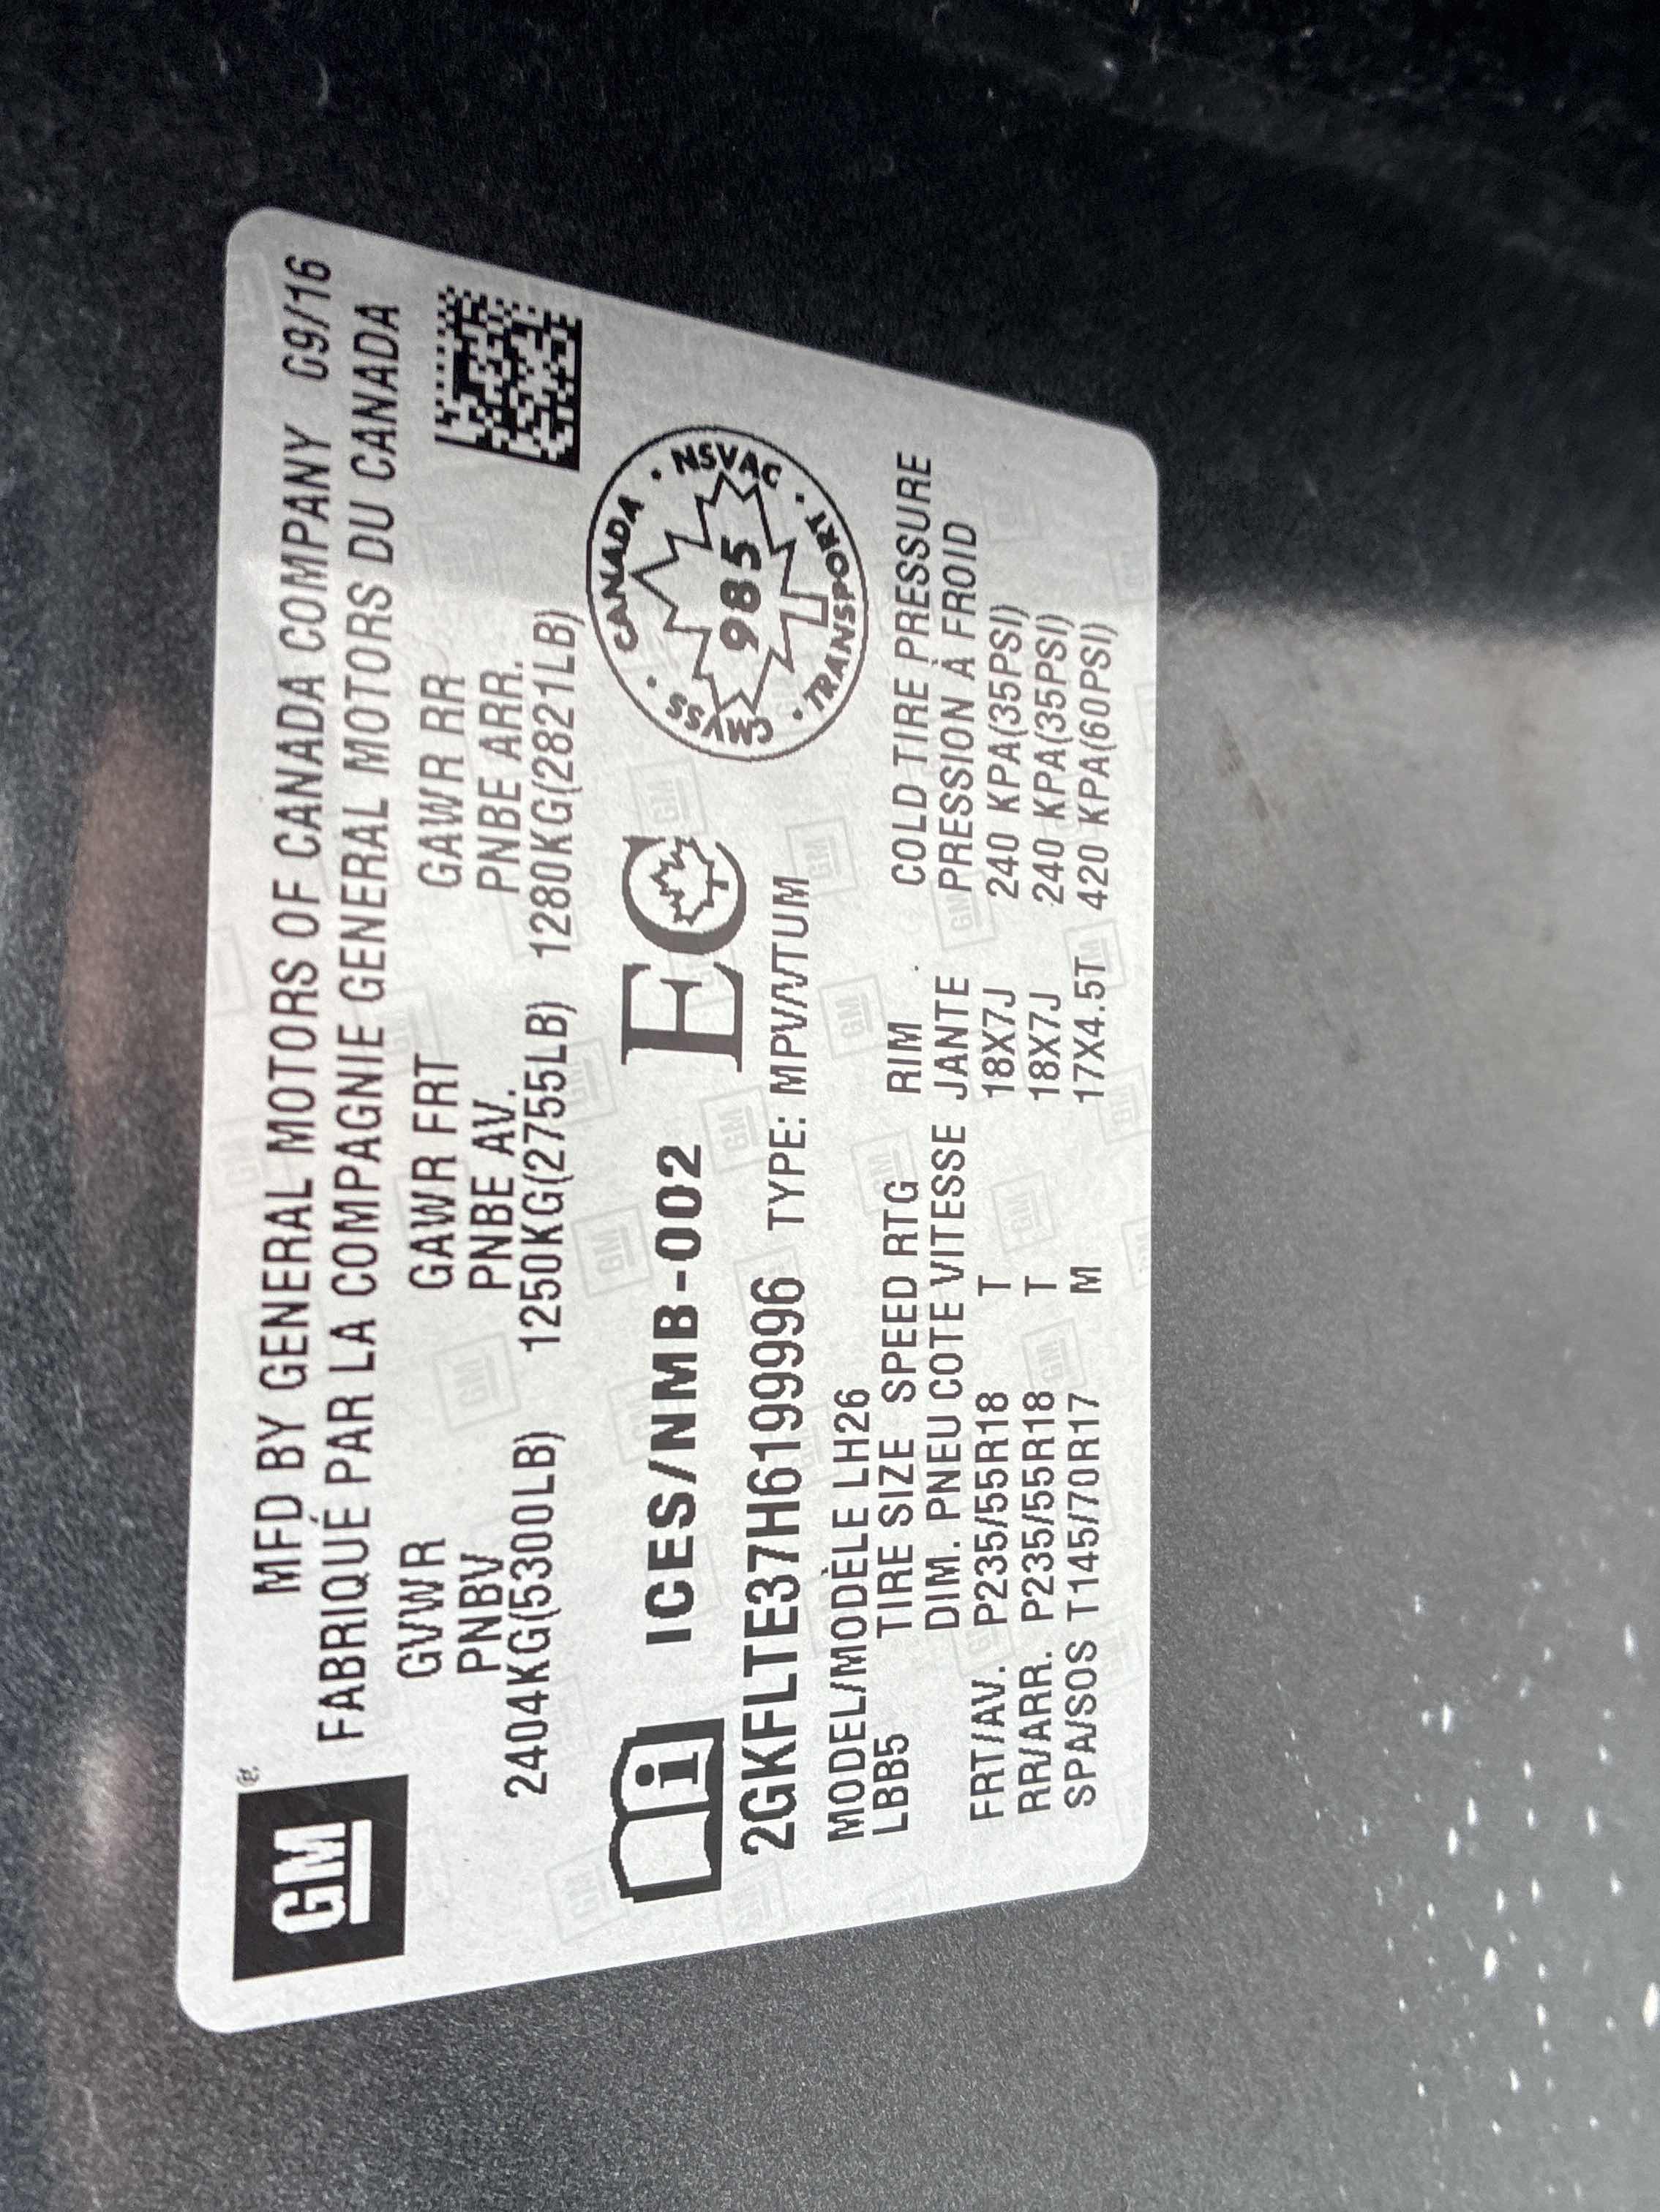 GM®
MFD BY GENERAL MOTORS OF CANADA COMPANY 09/16
FABRIQUÉ PAR LA COMPAGNIE GENERAL MOTORS DU CANADA
GVWR GAWR FRT GAWR RR
PNBV PNBE AV. PNBE ARR.
2404KG(5300LB) 1250KG(2755LB) 1280KG(2821LB)
i ICES/NMB-002 EC
CANADA · NSVAC · TRANSPORT · CMVSS ·
985
2GKFLTE37H6199996 TYPE: MPV/VTUM
MODEL/MODÈLE LH26
LBB5 TIRE SIZE SPEED RTG RIM COLD TIRE PRESSURE
DIM. PNEU COTE VITESSE JANTE PRESSION À FROID
FRT/AV. P235/55R18 T 18X7J 240 KPA(35PSI)
RR/ARR. P235/55R18 T 18X7J 240 KPA(35PSI)
SPA/SOS T145/70R17 M 17X4.5T 420 KPA(60PSI)